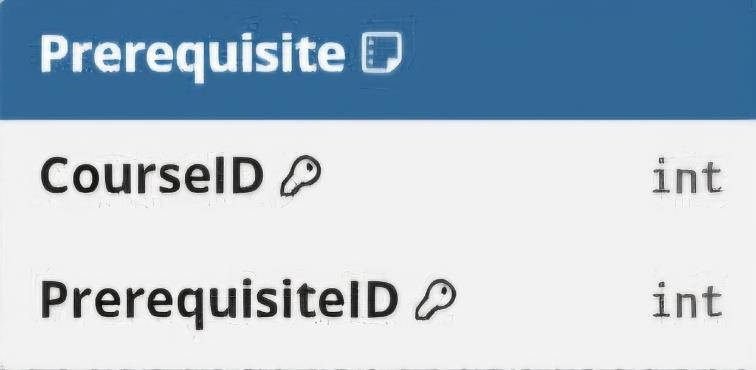 Prerequisite
CourseID int
PrerequisiteID int